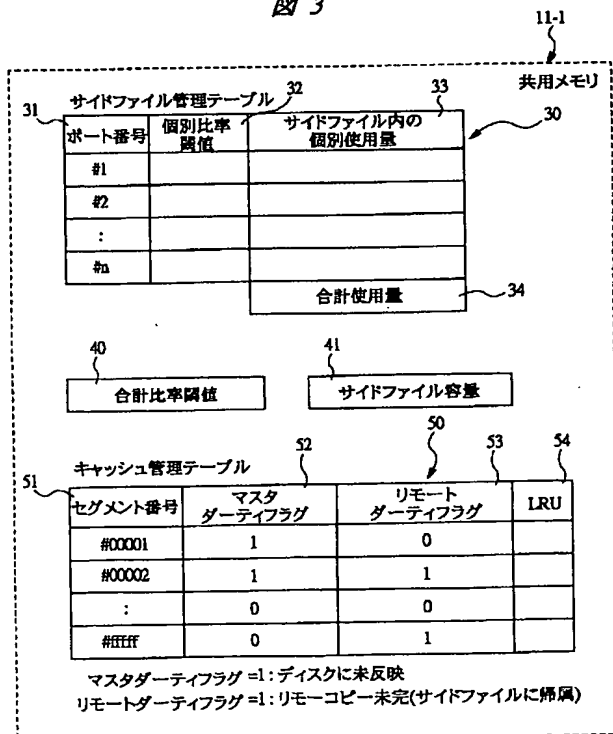 図 3
11-1
共用メモリ
サイドファイル管理テーブル
31
32
33
30
ポート番号 個別比率閾値 サイドファイル内の個別使用量
#1
#2
:
#n
合計使用量
34
40
41
合計比率閾値
サイドファイル容量
50
キャッシュ管理テーブル
51
52
53
54
セグメント番号 マスタダーティフラグ リモートダーティフラグ LRU
#00001 1 0
#00002 1 1
: 0 0
#fffff 0 1
マスタダーティフラグ =1 : ディスクに未反映
リモートダーティフラグ =1 : リモーコピー未完(サイドファイルに帰属)